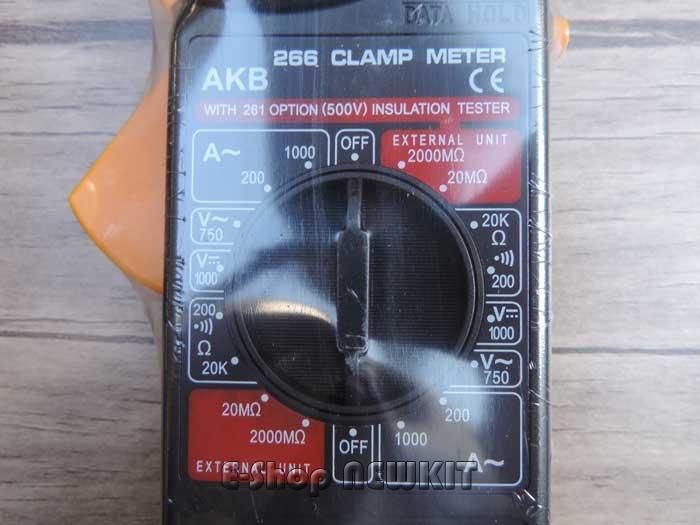 DATA HOLD
266 CLAMP METER
AKB CE
WITH 261 OPTION (500V) INSULATION TESTER
A~ 1000
200
OFF
EXTERNAL UNIT
2000MΩ
20MΩ
V~
750
20K
Ω
200
V⎓
1000
V⎓
1000
200
Ω
20K
V~
750
20MΩ
2000MΩ
EXTERNAL UNIT
OFF
200
1000
A~
E-Shop NEWKIT